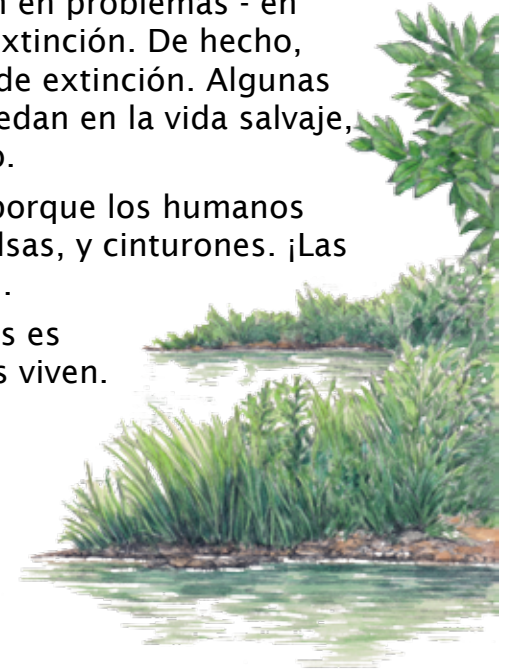 en problemas - en
extinción. De hecho,
de extinción. Algunas
edan en la vida salvaje,
o.
porque los humanos
lsas, y cinturones. ¡Las
.
s es
s viven.